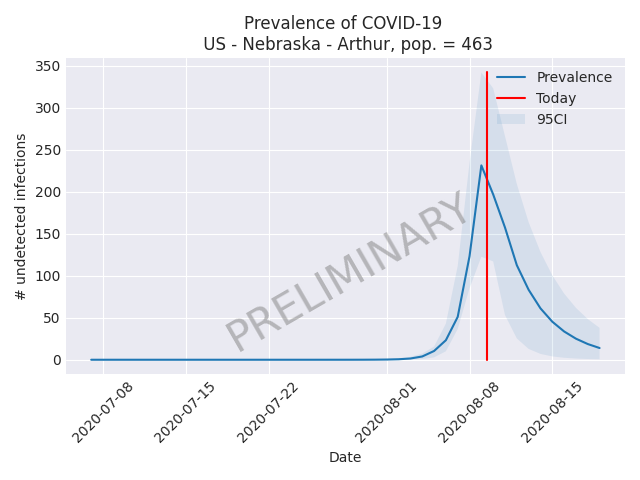 Prevalence of COVID-19
US - Nebraska - Arthur, pop. = 463
350
300
250
200
150
100
50
0
# undetected infections
Prevalence
Today
95CI
PRELIMINARY
2020-07-08
2020-07-15
2020-07-22
2020-08-01
2020-08-08
2020-08-15
Date